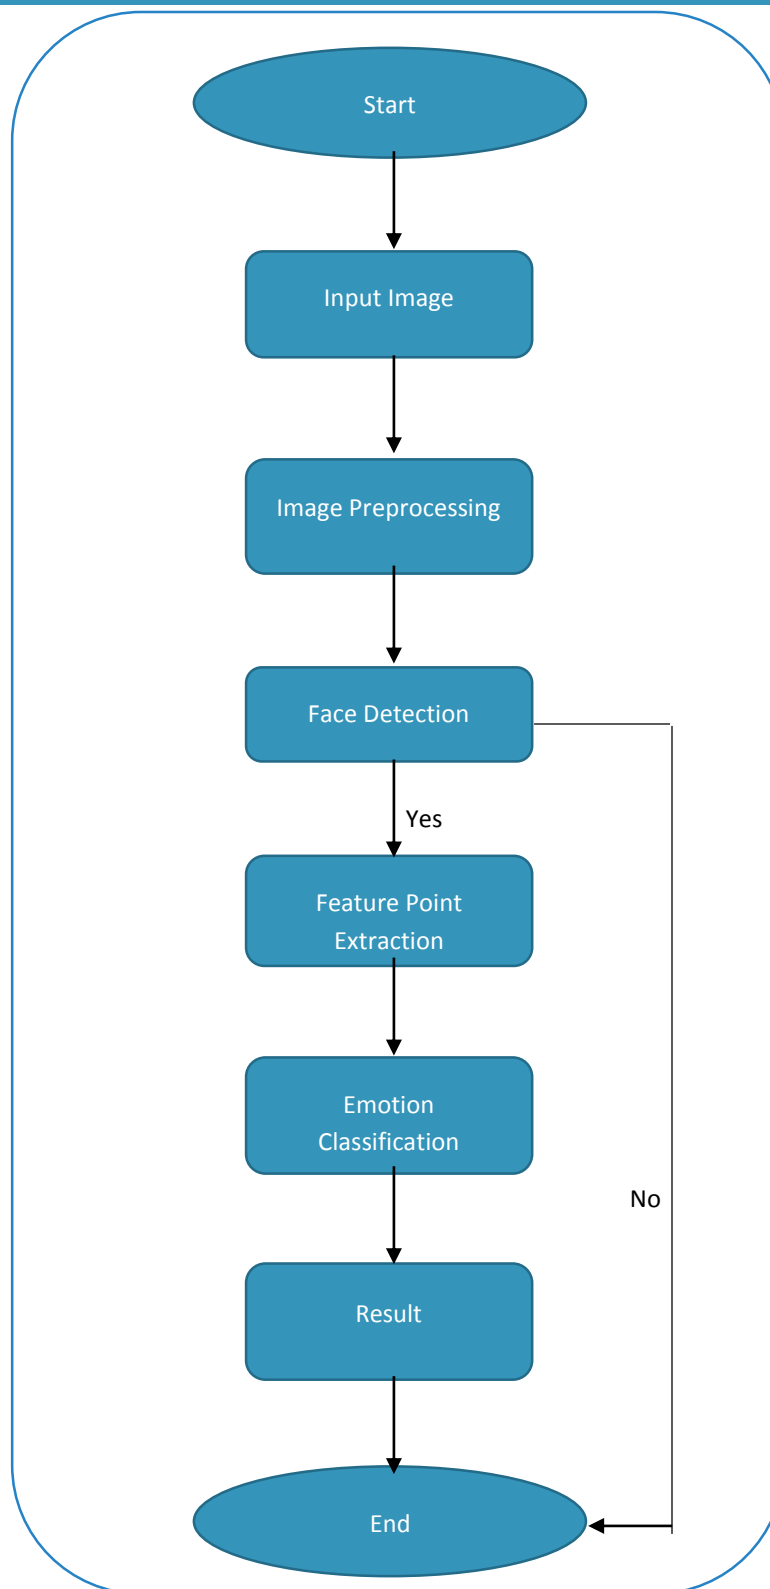 Start
Input Image
Image Preprocessing
Face Detection
Yes
Feature Point
Extraction
Emotion
Classification
No
Result
End